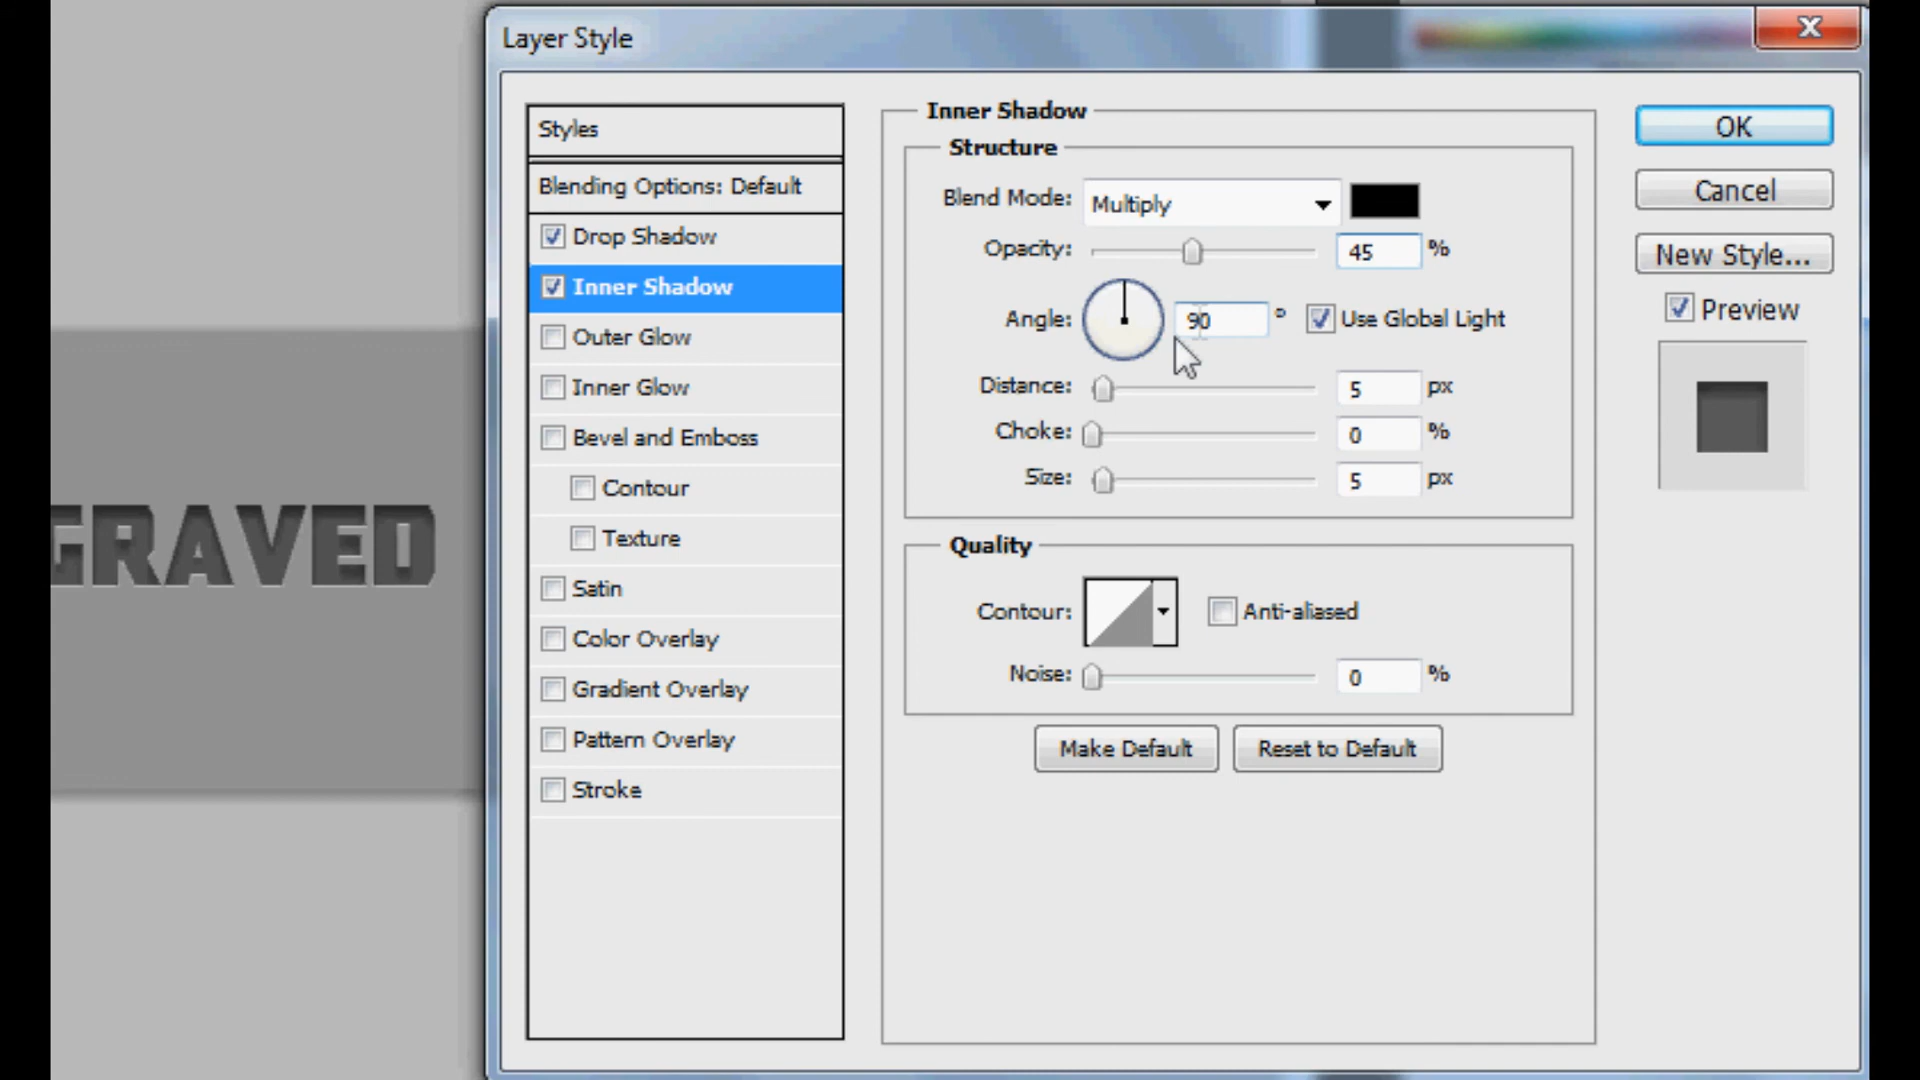 Layer Style
X
Styles
Blending Options: Default
Drop Shadow
Inner Shadow
Outer Glow
Inner Glow
Bevel and Emboss
Contour
Texture
Satin
Color Overlay
Gradient Overlay
Pattern Overlay
Stroke
Inner Shadow
Structure
Blend Mode: Multiply
Opacity: 45 %
Angle: 90 ° Use Global Light
Distance: 5 px
Choke: 0 %
Size: 5 px
Quality
Contour: Anti-aliased
Noise: 0 %
Make Default Reset to Default
OK
Cancel
New Style...
Preview
GRAVED